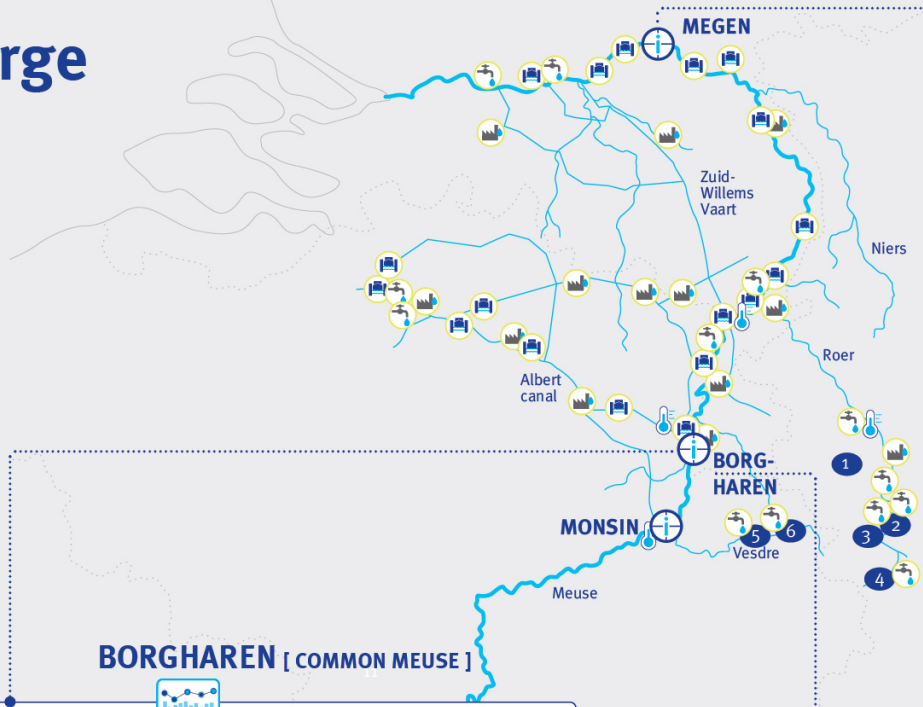 rge
MEGEN
Zuid-
Willems
Vaart
Niers
Roer
Albert
canal
1
BORG-
HAREN
MONSIN
5
6
2
3
Vesdre
4
Meuse
BORGHAREN [ COMMON MEUSE ]
11